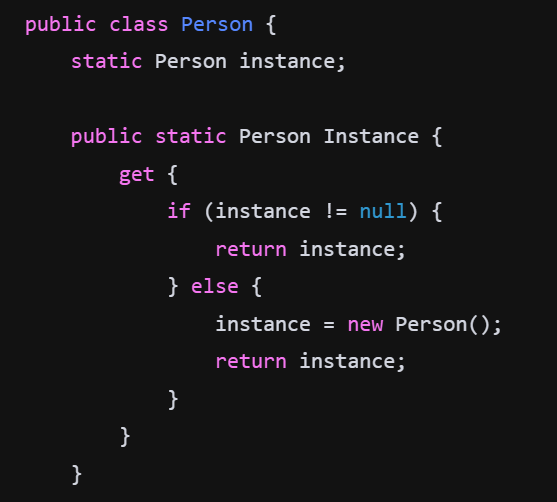 public class Person {
    static Person instance;

    public static Person Instance {
        get {
            if (instance != null) {
                return instance;
            } else {
                instance = new Person();
                return instance;
            }
        }
    }